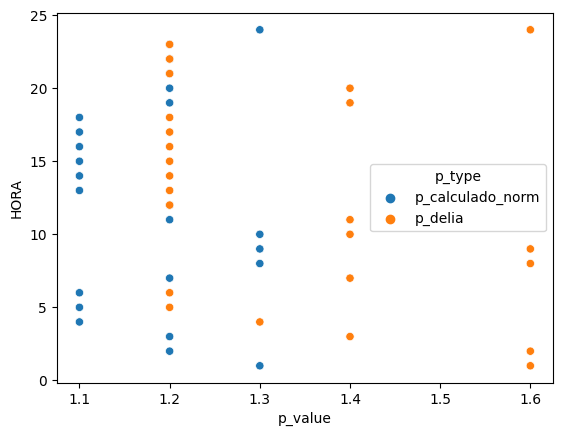 25
20
15
10
5
0
HORA
p_type
p_calculado_norm
p_delia
1.1 1.2 1.3 1.4 1.5 1.6
p_value